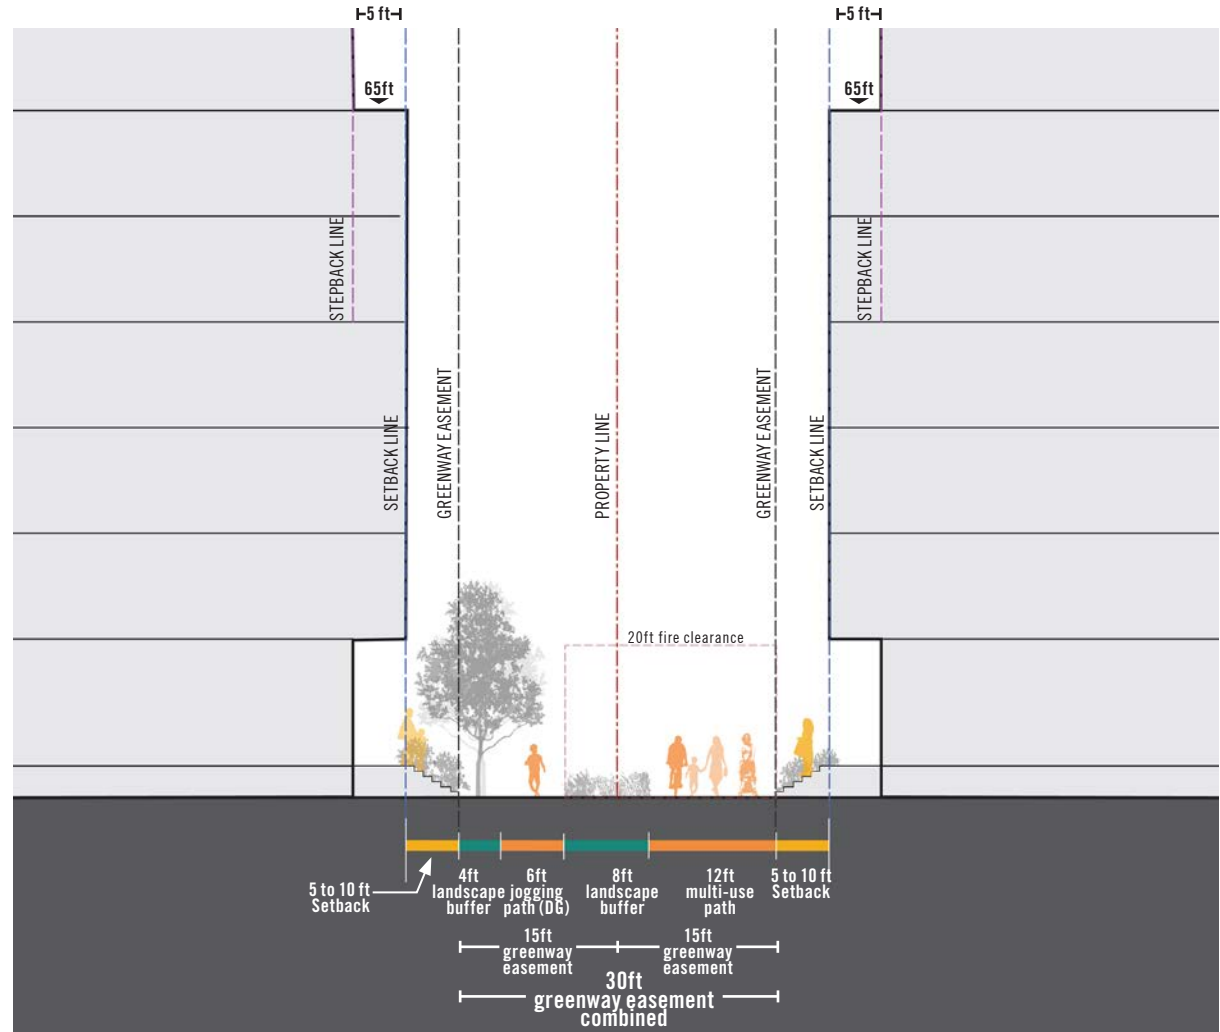 5 ft
5 ft
65ft
65ft
STEPBACK LINE
STEPBACK LINE
SETBACK LINE
GREENWAY EASEMENT
PROPERTY LINE
GREENWAY EASEMENT
SETBACK LINE
20ft fire clearance
5 to 10 ft
Setback
4ft
landscape
buffer
6ft
jogging
path (DG)
8ft
landscape
buffer
12ft
multi-use
path
5 to 10 ft
Setback
15ft
greenway
easement
15ft
greenway
easement
30ft
greenway easement
combined